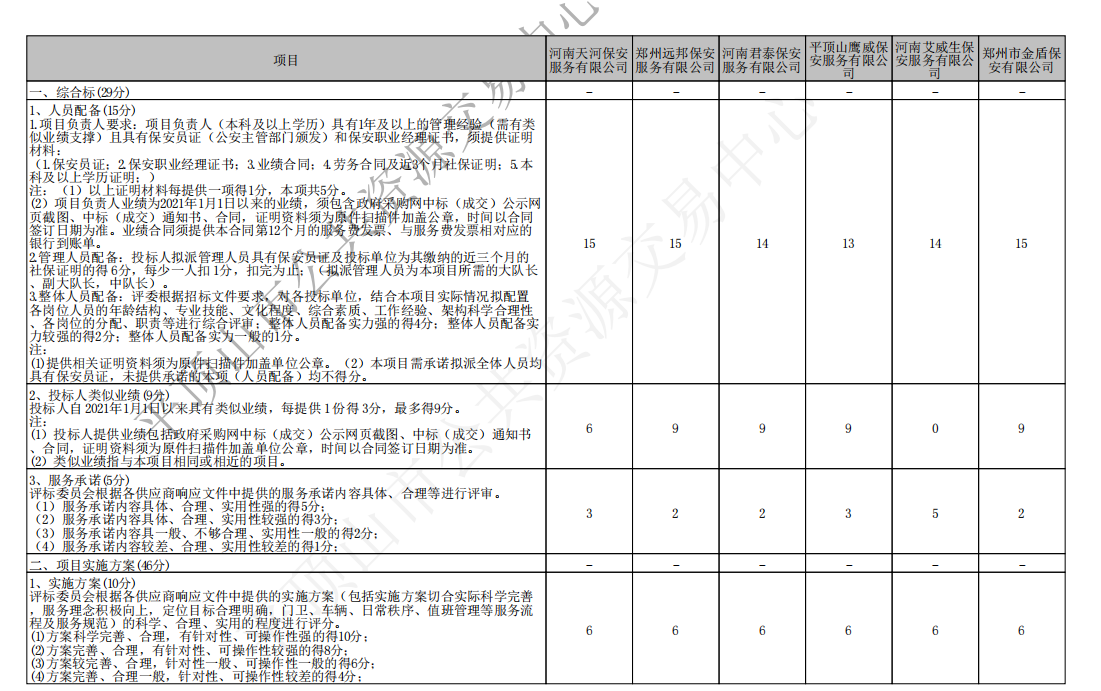 项目
河南天河保安服务有限公司
郑州远邦保安服务有限公司
河南君泰保安服务有限公司
平顶山鹰威保安服务有限公司
河南艾威生保安服务有限公司
郑州市金盾保安有限公司
一、综合标(29分) － － － － － －
1、人员配备(15分)
1.项目负责人要求：项目负责人（本科及以上学历）具有1年及以上的管理经验（需有类
似业绩支撑）且具有保安员证（公安主管部门颁发）和保安职业经理证书，须提供证明
材料：
（1.保安员证；2.保安职业经理证书；3.业绩合同；4.劳务合同及近3个月社保证明；5.本
科及以上学历证明；）
注：（1）以上证明材料每提供一项得1分，本项共5分。
(2）项目负责人业绩为2021年1月1日以来的业绩，须包含政府采购网中标（成交）公示网
页截图、中标（成交）通知书、合同，证明资料须为原件扫描件加盖公章，时间以合同
签订日期为准。业绩合同须提供本合同第12个月的服务费发票、与服务费发票相对应的
银行到账单。
2.管理人员配备：投标人拟派管理人员具有保安员证及投标单位为其缴纳的近三个月的
社保证明的得6分，每少一人扣1分，扣完为止；（拟派管理人员为本项目所需的大队长
、副大队长，中队长）。
3.整体人员配备：评委根据招标文件要求，对各投标单位，结合本项目实际情况拟配置
各岗位人员的年龄结构、专业技能、文化程度、综合素质、工作经验、架构科学合理性
、各岗位的分配、职责等进行综合评审；整体人员配备实力强的得4分；整体人员配备实
力较强的得2分；整体人员配备实力一般的1分。
注：
(1)提供相关证明资料须为原件扫描件加盖单位公章。（2）本项目需承诺拟派全体人员均
具有保安员证，未提供承诺的本项（人员配备）均不得分。
15 15 14 13 14 15
2、投标人类似业绩(9分)
投标人自2021年1月1日以来具有类似业绩，每提供1份得3分，最多得9分。
注：
(1）投标人提供业绩包括政府采购网中标（成交）公示网页截图、中标（成交）通知书
、合同，证明资料须为原件扫描件加盖单位公章，时间以合同签订日期为准。
(2）类似业绩指与本项目相同或相近的项目。
6 9 9 9 0 9
3、服务承诺(5分)
评标委员会根据各供应商响应文件中提供的服务承诺内容具体、合理等进行评审。
（1）服务承诺内容具体、合理、实用性强的得5分；
（2）服务承诺内容具体、合理、实用性较强的得3分；
（3）服务承诺内容具一般、不够合理、实用性一般的得2分；
（4）服务承诺内容较差、合理、实用性较差的得1分；
3 2 2 3 5 2
二、项目实施方案(46分) － － － － － －
1、实施方案(10分)
评标委员会根据各供应商响应文件中提供的实施方案（包括实施方案切合实际科学完善
，服务理念积极向上，定位目标合理明确，门卫、车辆、日常秩序、值班管理等服务流
程及服务规范）的科学、合理、实用的程度进行评分。
(1)方案科学完善、合理，有针对性、可操作性强的得10分；
(2)方案完善、合理，有针对性、可操作性较强的得8分；
(3)方案较完善、合理，针对性一般、可操作性一般的得6分；
(4)方案完善、合理一般，针对性、可操作性较差的得4分；
6 6 6 6 6 6
平顶山市公共资源交易中心
顶山市公共资源交易中心